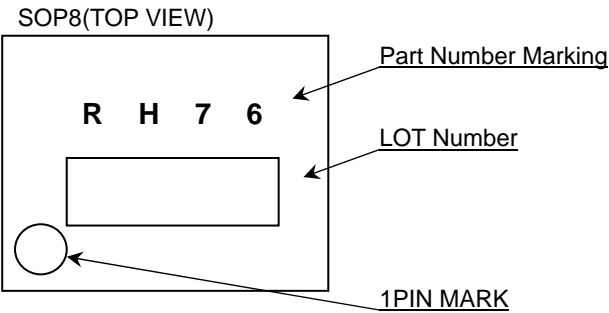 SOP8(TOP VIEW)
Part Number Marking
R H 7 6
LOT Number
1PIN MARK